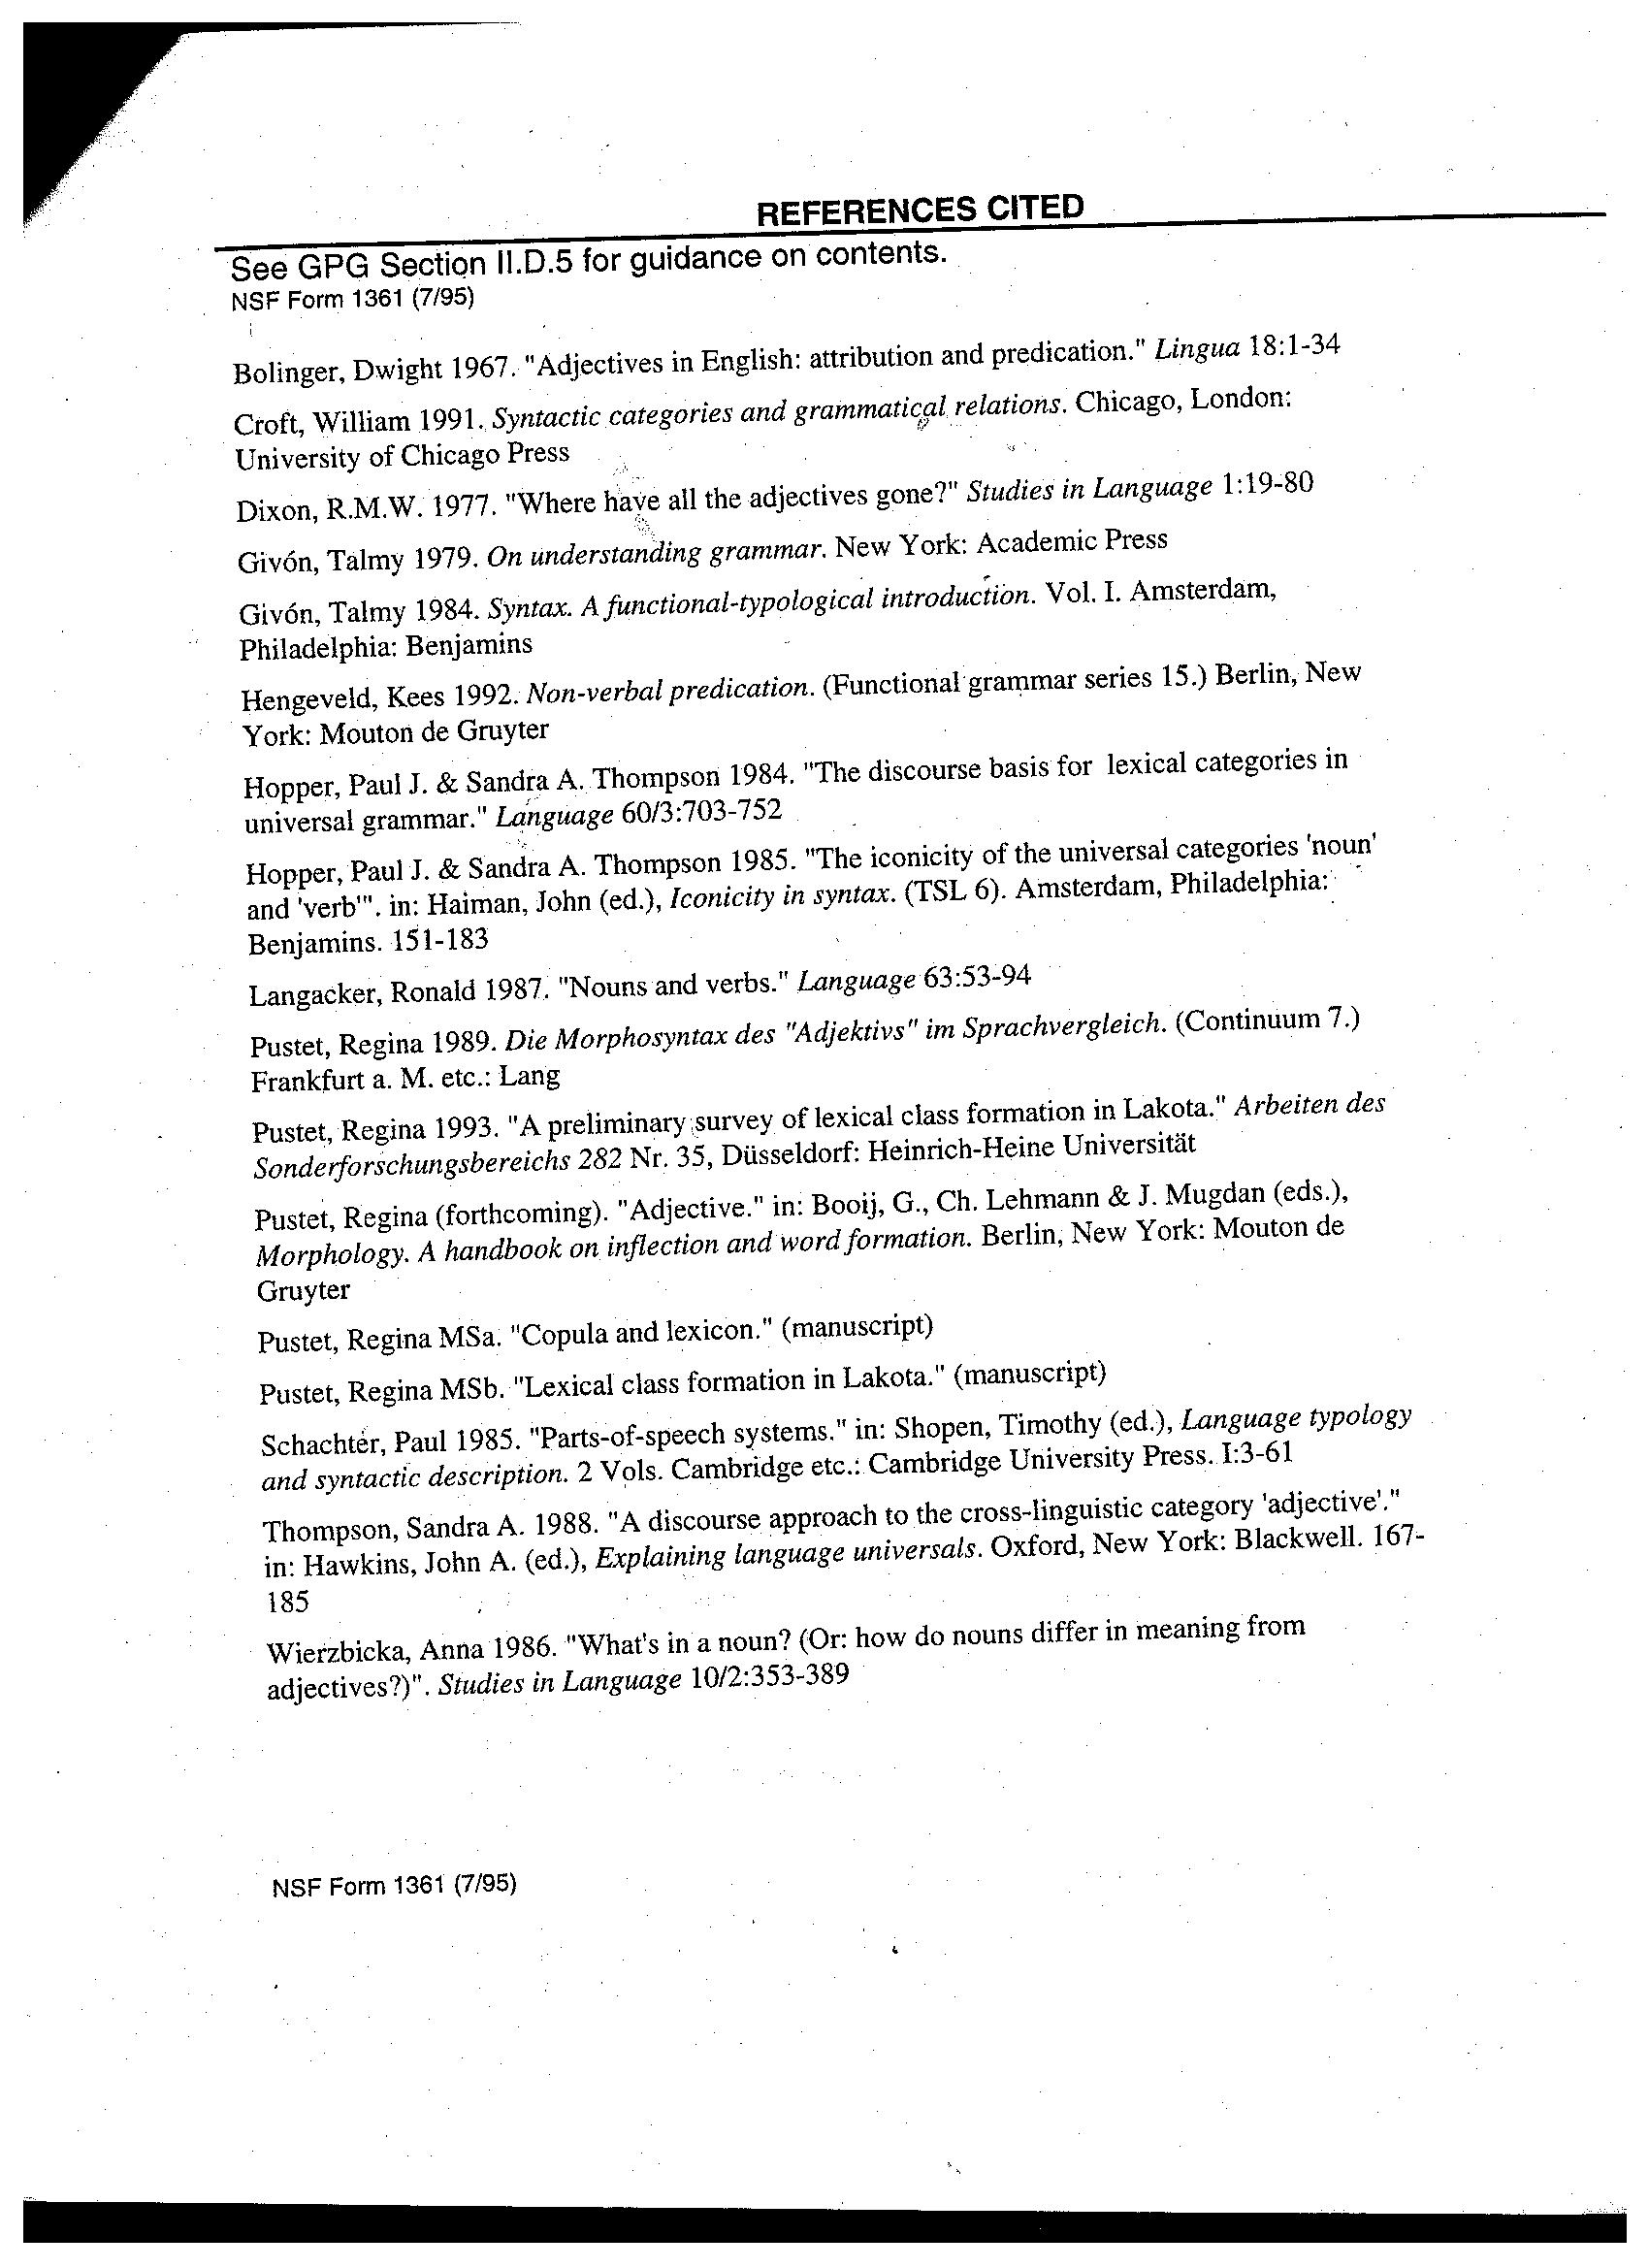 REFERENCES CITED
See GPG Section II.D.5 for guidance on contents.
NSF Form 1361 (7/95)
Bolinger, Dwight 1967. "Adjectives in English: attribution and predication." Lingua 18:1-34
Croft, William 1991. Syntactic categories and grammatical relations. Chicago, London:
University of Chicago Press
Dixon, R.M.W. 1977. "Where have all the adjectives gone?" Studies in Language 1:19-80
Givón, Talmy 1979. On understanding grammar. New York: Academic Press
Givón, Talmy 1984. Syntax. A functional-typological introduction. Vol. I. Amsterdam,
Philadelphia: Benjamins
Hengeveld, Kees 1992. Non-verbal predication. (Functional grammar series 15.) Berlin, New
York: Mouton de Gruyter
Hopper, Paul J. & Sandra A. Thompson 1984. "The discourse basis for lexical categories in
universal grammar." Language 60/3:703-752
Hopper, Paul J. & Sandra A. Thompson 1985. "The iconicity of the universal categories 'noun'
and 'verb'". in: Haiman, John (ed.), Iconicity in syntax. (TSL 6). Amsterdam, Philadelphia:
Benjamins. 151-183
Langacker, Ronald 1987. "Nouns and verbs." Language 63:53-94
Pustet, Regina 1989. Die Morphosyntax des "Adjektivs" im Sprachvergleich. (Continuum 7.)
Frankfurt a. M. etc.: Lang
Pustet, Regina 1993. "A preliminary survey of lexical class formation in Lakota." Arbeiten des
Sonderforschungsbereichs 282 Nr. 35, Düsseldorf: Heinrich-Heine Universität
Pustet, Regina (forthcoming). "Adjective." in: Booij, G., Ch. Lehmann & J. Mugdan (eds.),
Morphology. A handbook on inflection and word formation. Berlin, New York: Mouton de
Gruyter
Pustet, Regina MSa. "Copula and lexicon." (manuscript)
Pustet, Regina MSb. "Lexical class formation in Lakota." (manuscript)
Schachter, Paul 1985. "Parts-of-speech systems." in: Shopen, Timothy (ed.), Language typology
and syntactic description. 2 Vols. Cambridge etc.: Cambridge University Press. I:3-61
Thompson, Sandra A. 1988. "A discourse approach to the cross-linguistic category 'adjective'."
in: Hawkins, John A. (ed.), Explaining language universals. Oxford, New York: Blackwell. 167-
185
Wierzbicka, Anna 1986. "What's in a noun? (Or: how do nouns differ in meaning from
adjectives?)". Studies in Language 10/2:353-389
NSF Form 1361 (7/95)